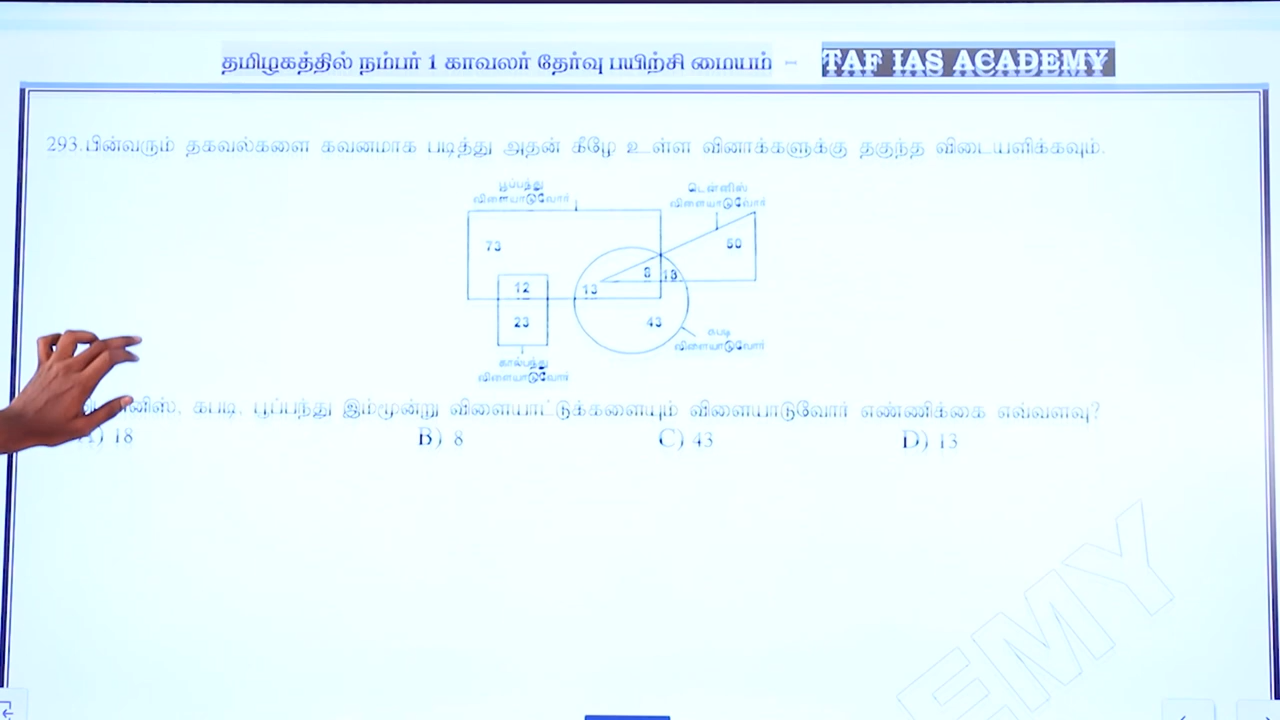 தமிழகத்தில் நம்பர் 1 காவலர் தேர்வு பயிற்சி மையம் – TAF IAS ACADEMY
293.பின்வரும் தகவல்களை கவனமாக படித்து அதன் கீழே உள்ள வினாக்களுக்கு தகுந்த விடையளிக்கவும்.
பூப்பந்து
விளையாடுவோர்
டென்னிஸ்
விளையாடுவோர்
73
50
8
12
13
23
43
கபடி
விளையாடுவோர்
கால்பந்து
விளையாடுவோர்
கபடி, பூப்பந்து இம்மூன்று விளையாட்டுக்களையும் விளையாடுவோர் எண்ணிக்கை எவ்வளவு?
A) 18 B) 8 C) 43 D) 13
EMY